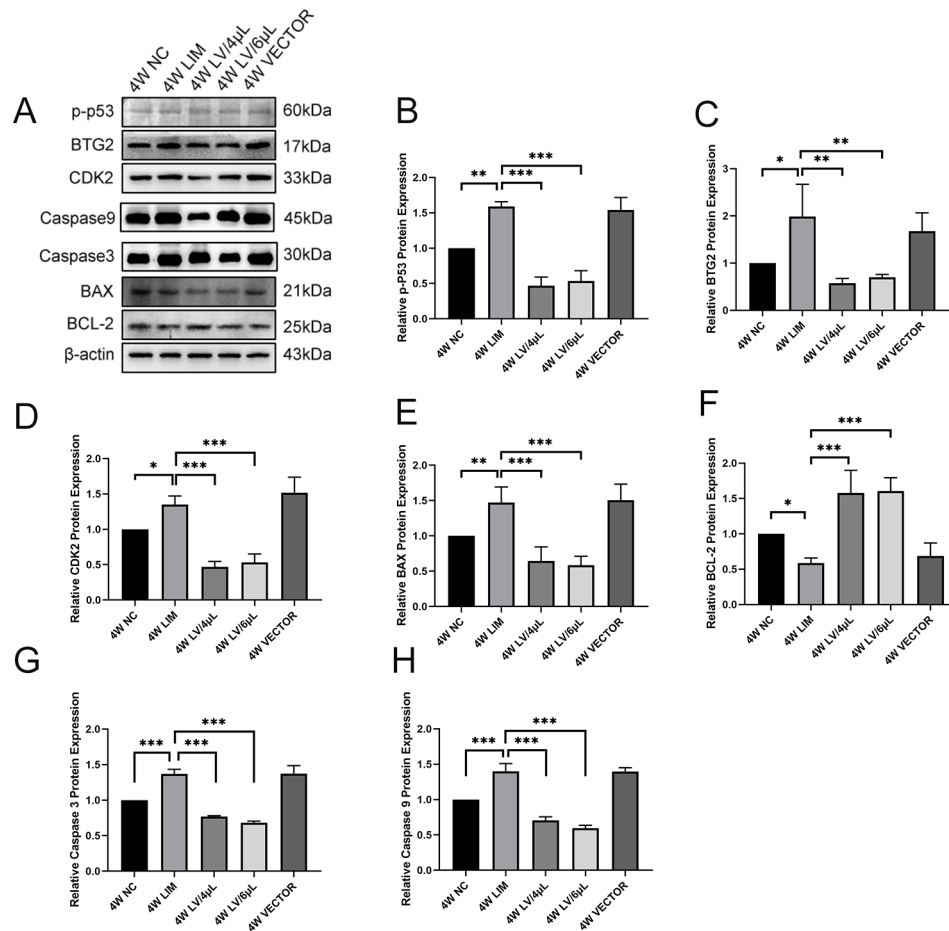 4W NC
4W LIM
4W LV/4μL
4W LV/6μL
4W VECTOR
A
p-p53 60kDa
BTG2 17kDa
CDK2 33kDa
Caspase9 45kDa
Caspase3 30kDa
BAX 21kDa
BCL-2 25kDa
β-actin 43kDa
B
Relative p-P53 Protein Expression
2.0
1.5
1.0
0.5
0.0
** *** ***
4W NC
4W LIM
4W LV/4μL
4W LV/6μL
4W VECTOR
C
Relative BTG2 Protein Expression
3
2
1
0
* ** **
4W NC
4W LIM
4W LV/4μL
4W LV/6μL
4W VECTOR
D
Relative CDK2 Protein Expression
2.0
1.5
1.0
0.5
0.0
* *** ***
4W NC
4W LIM
4W LV/4μL
4W LV/6μL
4W VECTOR
E
Relative BAX Protein Expression
2.0
1.5
1.0
0.5
0.0
** *** ***
4W NC
4W LIM
4W LV/4μL
4W LV/6μL
4W VECTOR
F
Relative BCL-2 Protein Expression
2.0
1.5
1.0
0.5
0.0
* *** ***
4W NC
4W LIM
4W LV/4μL
4W LV/6μL
4W VECTOR
G
Relative Caspase 3 Protein Expression
2.0
1.5
1.0
0.5
0.0
*** *** ***
4W NC
4W LIM
4W LV/4μL
4W LV/6μL
4W VECTOR
H
Relative Caspase 9 Protein Expression
2.0
1.5
1.0
0.5
0.0
*** *** ***
4W NC
4W LIM
4W LV/4μL
4W LV/6μL
4W VECTOR